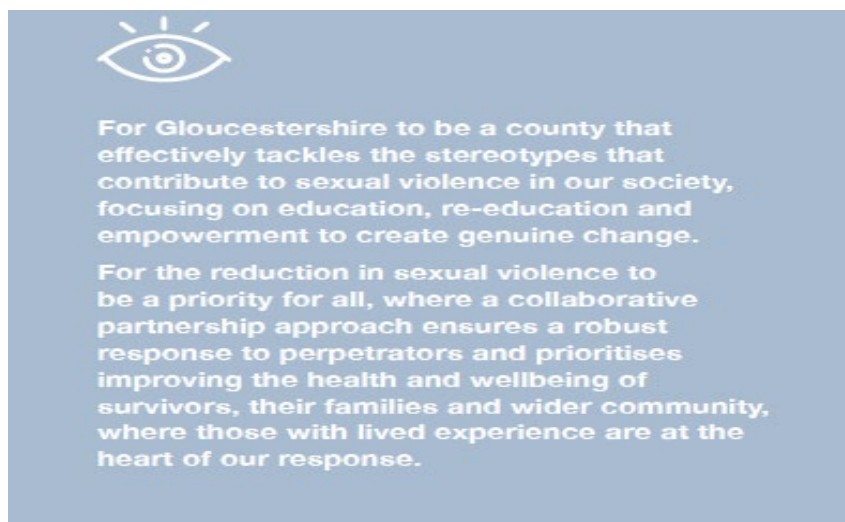 For Gloucestershire to be a county that
effectively tackles the stereotypes that
contribute to sexual violence in our society,
focusing on education, re-education and
empowerment to create genuine change.
For the reduction in sexual violence to
be a priority for all, where a collaborative
partnership approach ensures a robust
response to perpetrators and prioritises
improving the health and wellbeing of
survivors, their families and wider community,
where those with lived experience are at the
heart of our response.